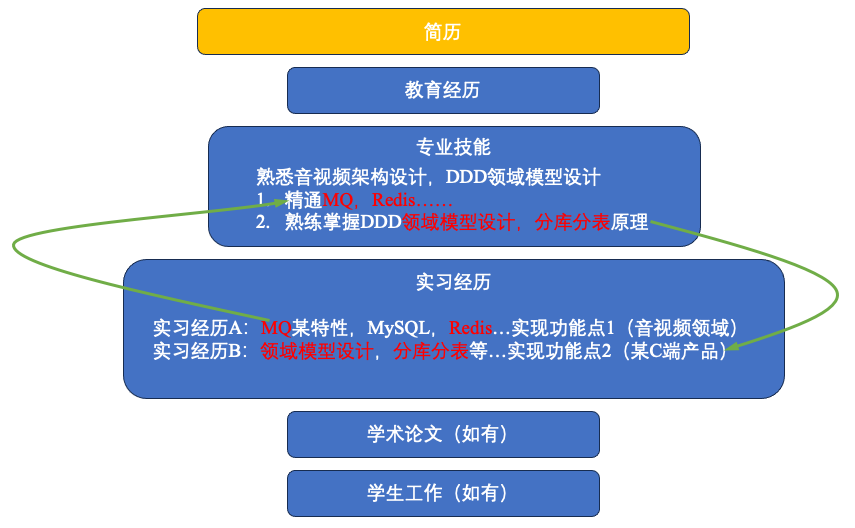 简历
教育经历
专业技能
熟悉音视频架构设计，DDD领域模型设计
1. 精通MQ，Redis……
2. 熟练掌握DDD领域模型设计，分库分表原理
实习经历
实习经历A：MQ某特性，MySQL，Redis…实现功能点1（音视频领域）
实习经历B：领域模型设计，分库分表等…实现功能点2（某C端产品）
学术论文（如有）
学生工作（如有）